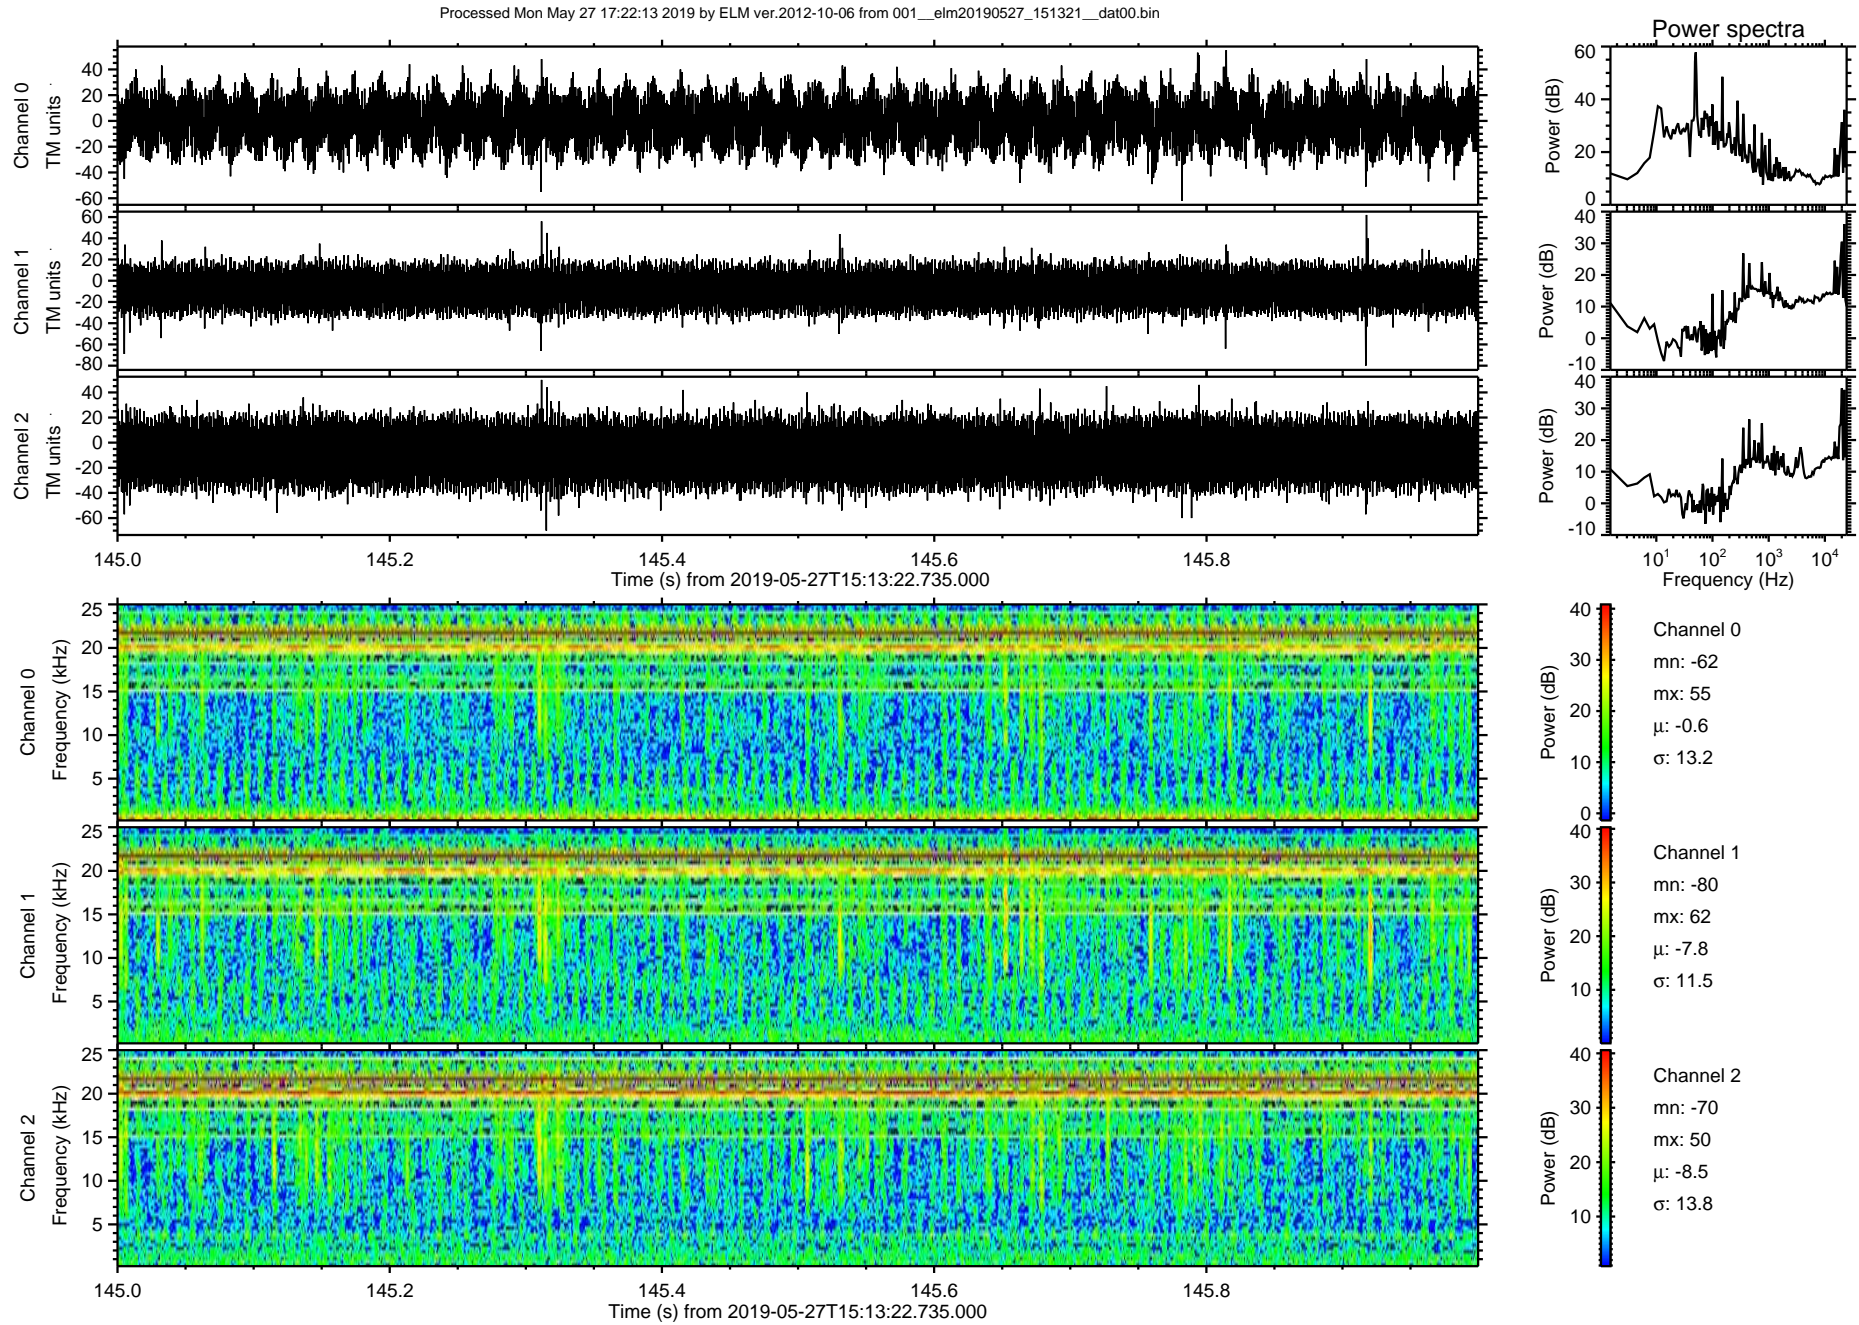 Processed Mon May 27 17:22:13 2019 by ELM ver.2012-10-06 from 001__elm20190527_151321__dat00.bin
Power spectra
Channel 0
TM units
40
20
0
-20
-40
-60
Power (dB)
60
40
20
0
Channel 1
TM units
60
40
20
0
-20
-40
-60
-80
Power (dB)
40
30
20
10
0
-10
Channel 2
TM units
40
20
0
-20
-40
-60
Power (dB)
40
30
20
10
0
-10
145.0 145.2 145.4 145.6 145.8
Time (s) from 2019-05-27T15:13:22.735.000
10^1 10^2 10^3 10^4
Frequency (Hz)
Channel 0
Frequency (kHz)
25
20
15
10
5
Power (dB)
40
30
20
10
0
Channel 0
mn: -62
mx: 55
μ: -0.6
σ: 13.2
Channel 1
Frequency (kHz)
25
20
15
10
5
Power (dB)
40
30
20
10
Channel 1
mn: -80
mx: 62
μ: -7.8
σ: 11.5
Channel 2
Frequency (kHz)
25
20
15
10
5
Power (dB)
40
30
20
10
Channel 2
mn: -70
mx: 50
μ: -8.5
σ: 13.8
145.0 145.2 145.4 145.6 145.8
Time (s) from 2019-05-27T15:13:22.735.000